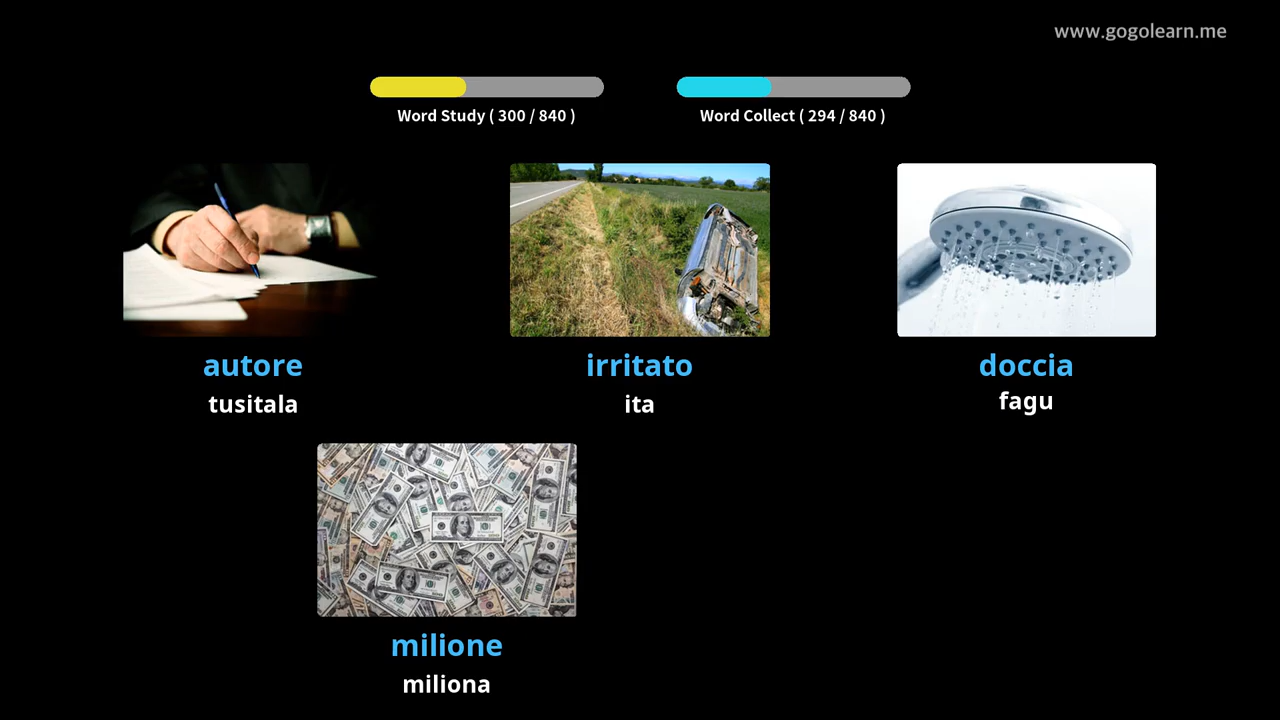 www.gogolearn.me
Word Study ( 300 / 840 )
Word Collect ( 294 / 840 )
autore
tusitala
irritato
ita
doccia
fagu
milione
miliona